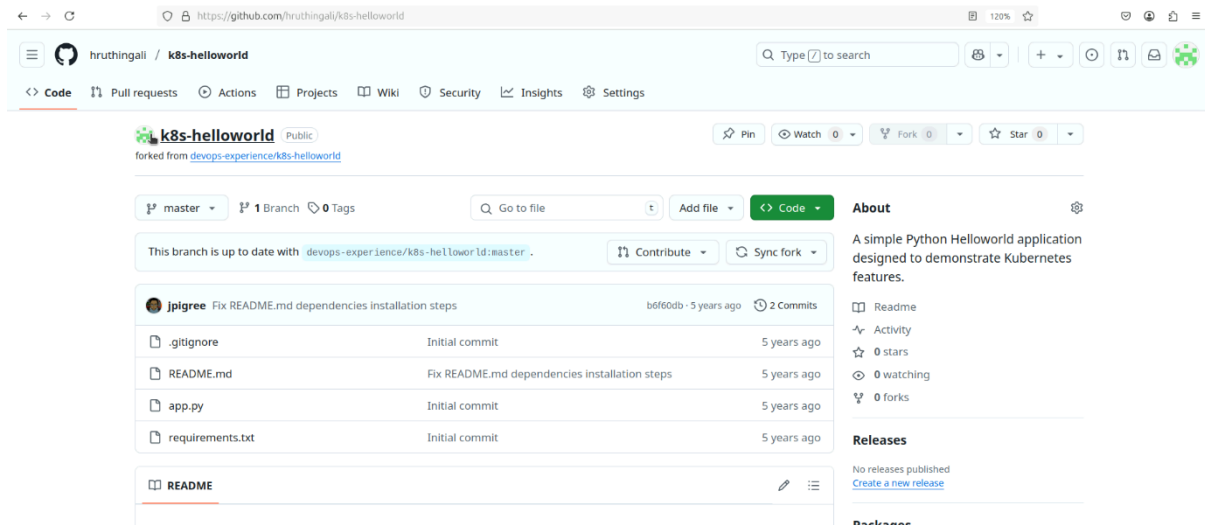 https://github.com/hruthingali/k8s-helloworld 120%
hruthingali / k8s-helloworld Type / to search
Code Pull requests Actions Projects Wiki Security Insights Settings
k8s-helloworld Public Pin Watch 0 Fork 0 Star 0
forked from devops-experience/k8s-helloworld
master 1 Branch 0 Tags Go to file t Add file Code About
This branch is up to date with devops-experience/k8s-helloworld:master . Contribute Sync fork
A simple Python Helloworld application
designed to demonstrate Kubernetes
features.
jpigree Fix README.md dependencies installation steps b6f60db · 5 years ago 2 Commits
.gitignore Initial commit 5 years ago
README.md Fix README.md dependencies installation steps 5 years ago
app.py Initial commit 5 years ago
requirements.txt Initial commit 5 years ago
README
Readme
Activity
0 stars
0 watching
0 forks
Releases
No releases published
Create a new release
Packages